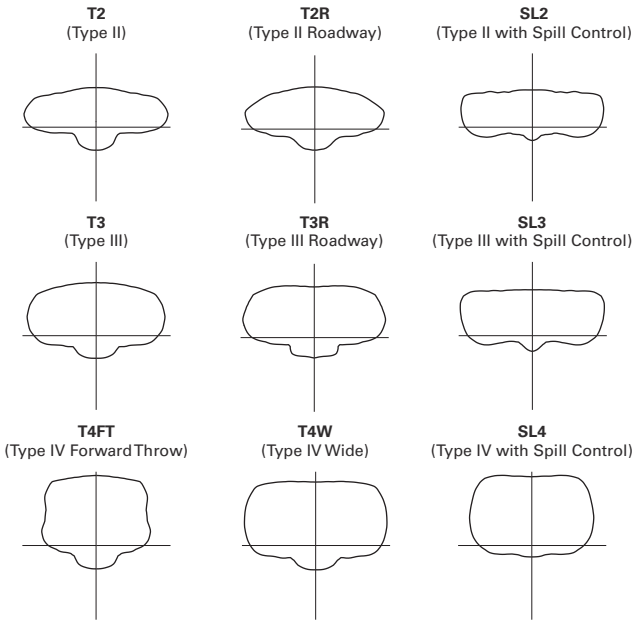 T2
(Type II)
T2R
(Type II Roadway)
SL2
(Type II with Spill Control)
T3
(Type III)
T3R
(Type III Roadway)
SL3
(Type III with Spill Control)
T4FT
(Type IV Forward Throw)
T4W
(Type IV Wide)
SL4
(Type IV with Spill Control)